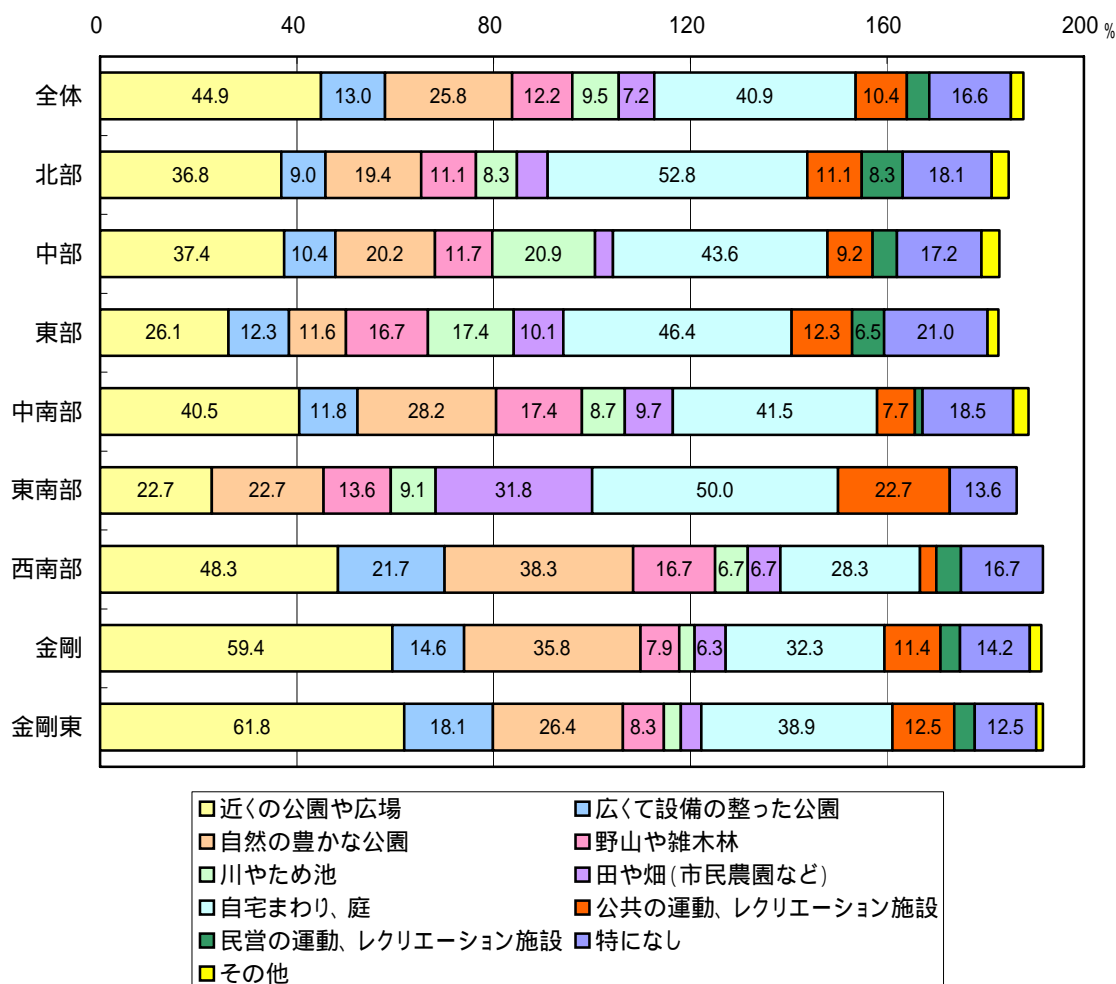 0 40 80 120 160 200 %
全体 44.9 13.0 25.8 12.2 9.5 7.2 40.9 10.4 16.6
北部 36.8 9.0 19.4 11.1 8.3 52.8 11.1 8.3 18.1
中部 37.4 10.4 20.2 11.7 20.9 43.6 9.2 17.2
東部 26.1 12.3 11.6 16.7 17.4 10.1 46.4 12.3 6.5 21.0
中南部 40.5 11.8 28.2 17.4 8.7 9.7 41.5 7.7 18.5
東南部 22.7 22.7 13.6 9.1 31.8 50.0 22.7 13.6
西南部 48.3 21.7 38.3 16.7 6.7 6.7 28.3 16.7
金剛 59.4 14.6 35.8 7.9 6.3 32.3 11.4 14.2
金剛東 61.8 18.1 26.4 8.3 38.9 12.5 12.5
近くの公園や広場 広くて設備の整った公園
自然の豊かな公園 野山や雑木林
川やため池 田や畑(市民農園など)
自宅まわり、庭 公共の運動、レクリエーション施設
民営の運動、レクリエーション施設 特になし
その他